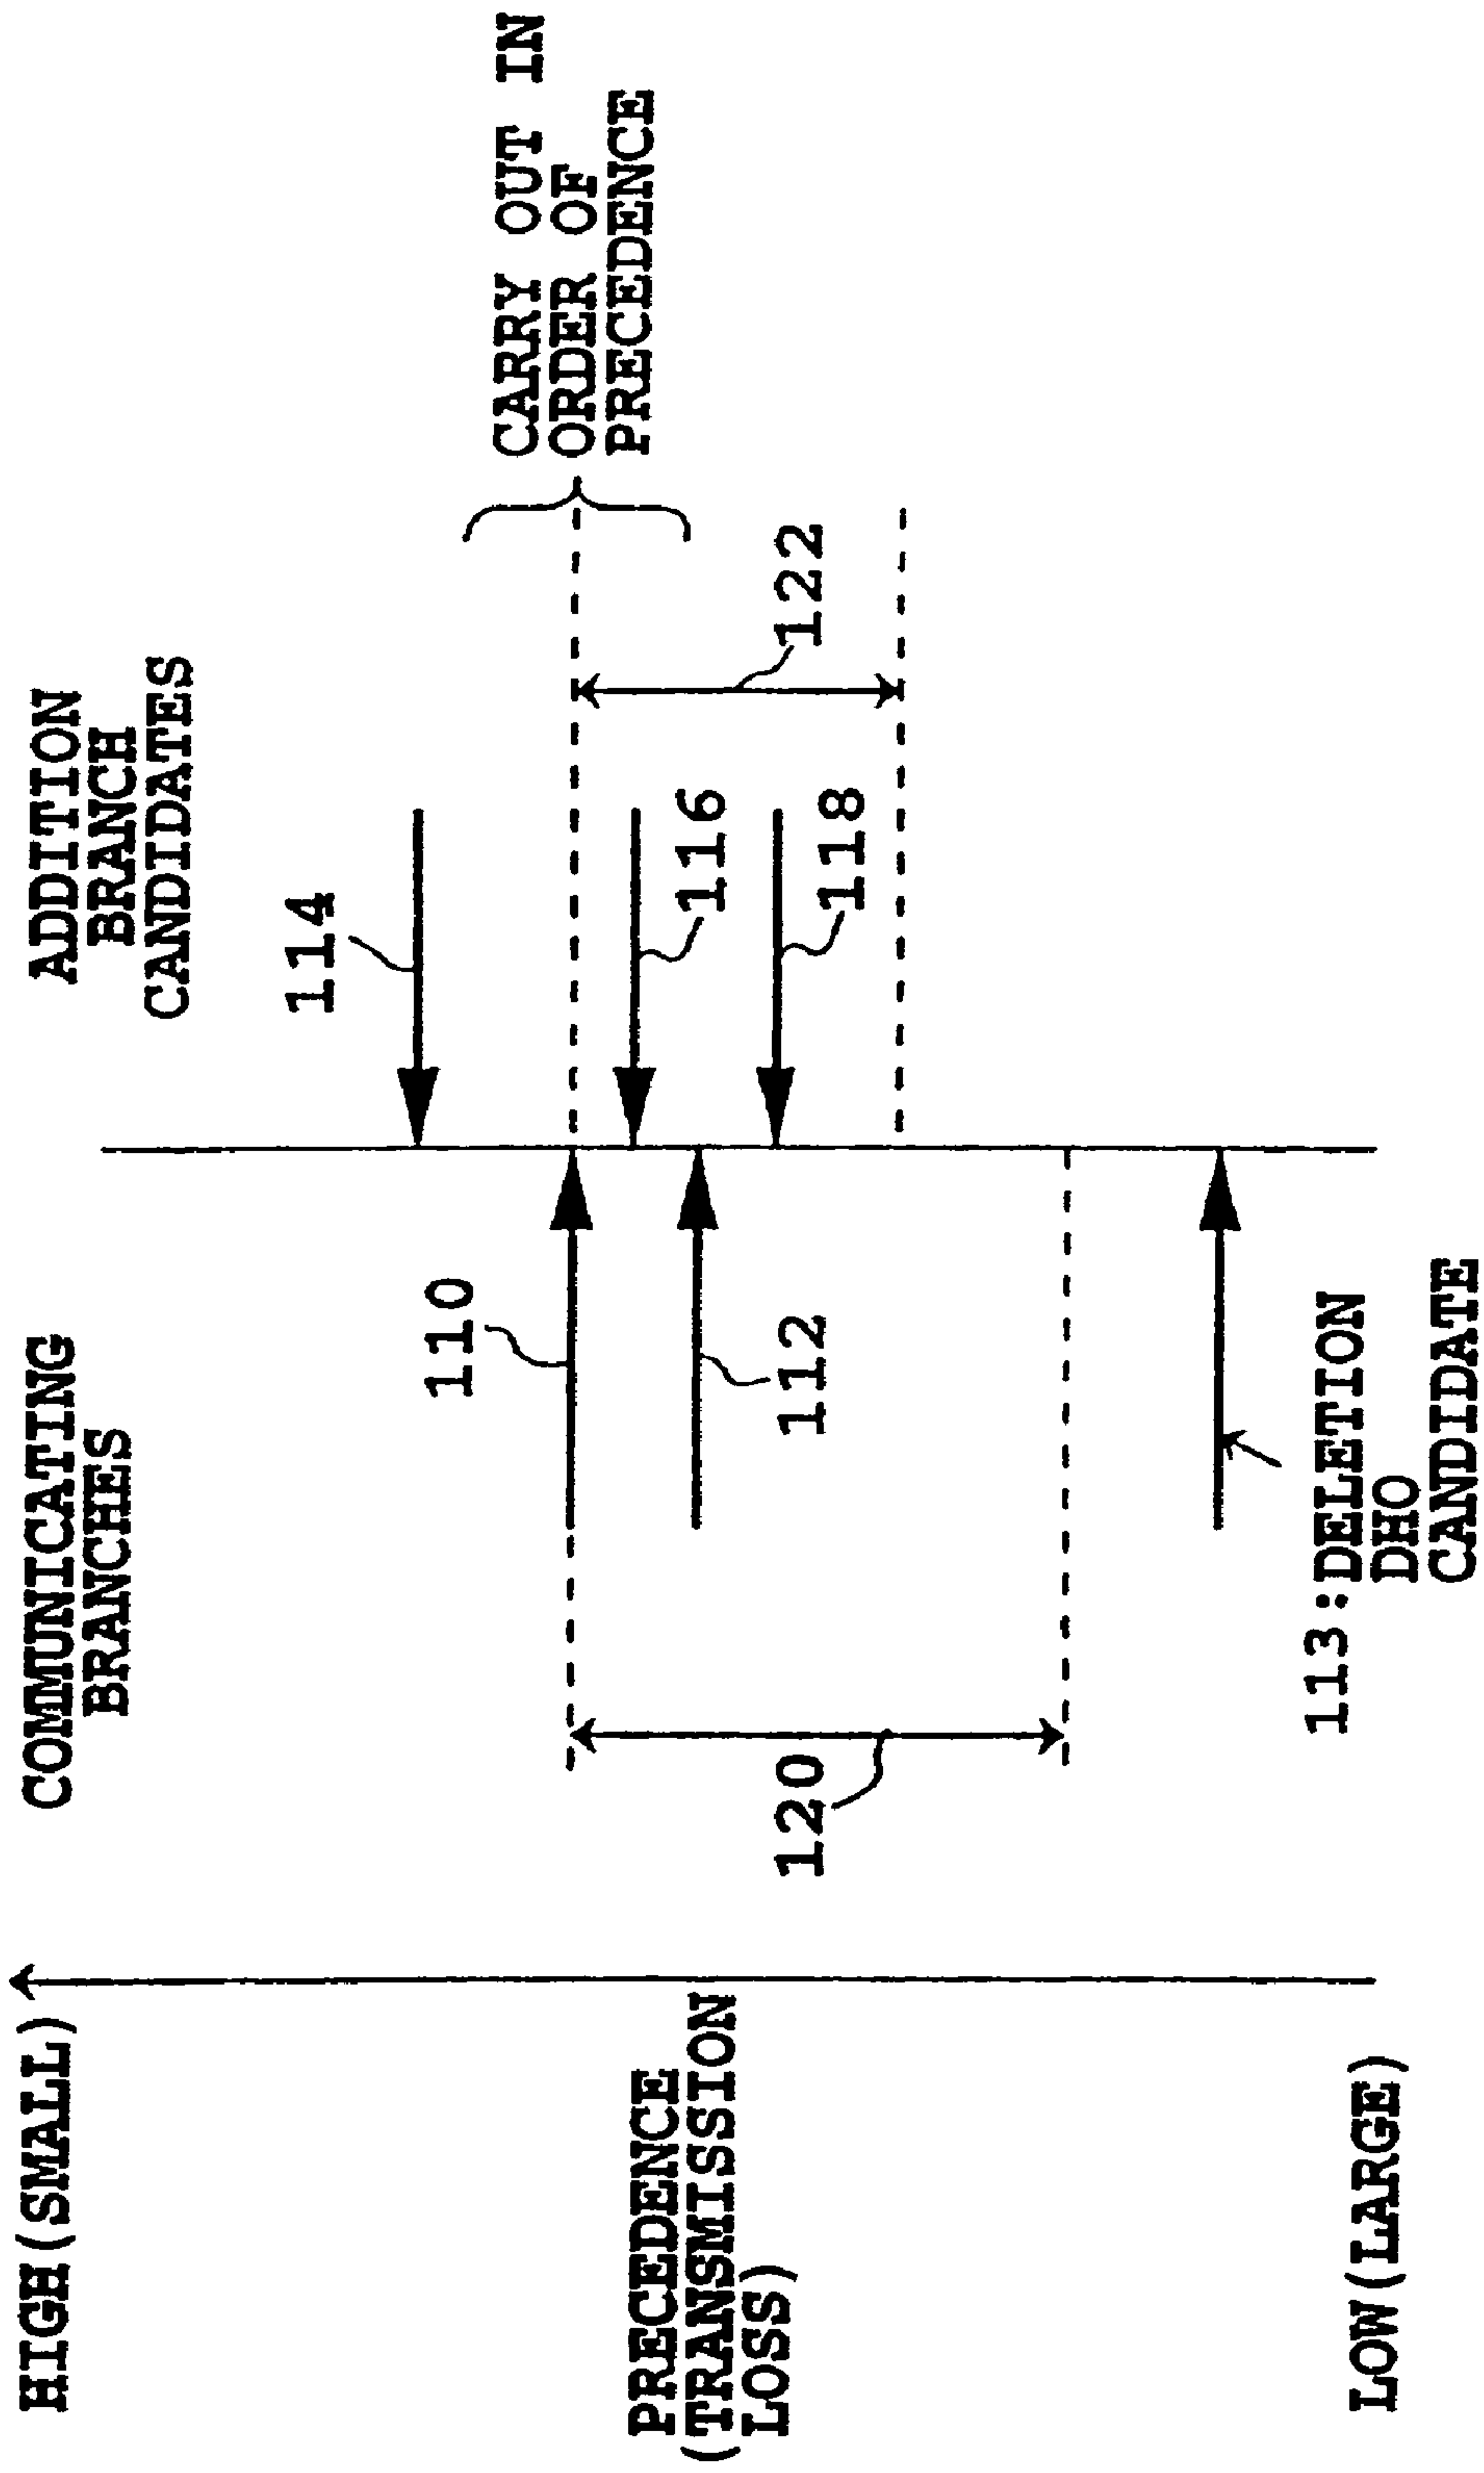 HIGH(SMALL)
PRECEDENCE
(TRANSMISSION
LOSS)
LOW(LARGE)
COMMUNICATING
BRANCHES
110
112
120
113:DELETION
DHO
CANDIDATE
ADDITION
BRANCH
CANDIDATES
114
116
118
122
CARRY OUT IN
ORDER OF
PRECEDENCE